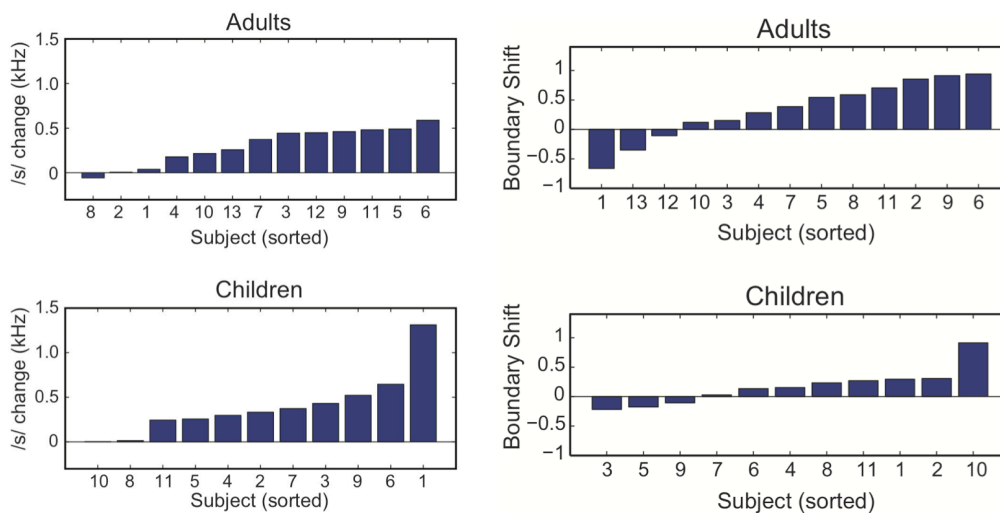 Adults
/s/ change (kHz)
1.5
1.0
0.5
0
8 2 1 4 10 13 7 3 12 9 11 5 6
Subject (sorted)
Adults
Boundary Shift
1
0.5
0
−0.5
−1
1 13 12 10 3 4 7 5 8 11 2 9 6
Subject (sorted)
Children
/s/ change (kHz)
1.5
1.0
0.5
0
10 8 11 5 4 2 7 3 9 6 1
Subject (sorted)
Children
Boundary Shift
1
0.5
0
−0.5
−1
3 5 9 7 6 4 8 11 1 2 10
Subject (sorted)